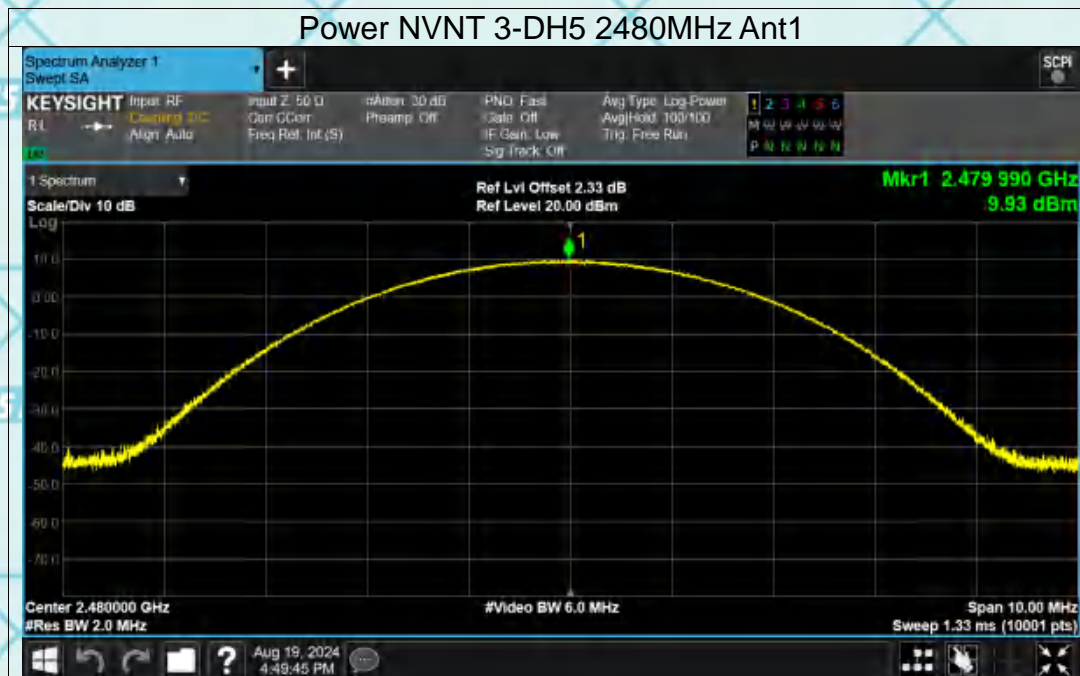 Power NVNT 3-DH5 2480MHz Ant1
Spectrum Analyzer 1
Swept SA
+
SCPI
KEYSIGHT
Input: RF
Coupling: DC
Align: Auto
Input Z: 50 Ω
Corr CCorr
Freq Ref: Int (S)
#Atten: 30 dB
Preamp: Off
PNO: Fast
Gate: Off
IF Gain: Low
Sig Track: Off
Avg Type: Log-Power
Avg|Hold: 100/100
Trig: Free Run
1 2 3 4 5 6
M W W W W W
P N N N N N
1 Spectrum
Scale/Div 10 dB
Log
Ref Lvl Offset 2.33 dB
Ref Level 20.00 dBm
Mkr1 2.479 990 GHz
9.93 dBm
1
10.0
0.00
-10.0
-20.0
-30.0
-40.0
-50.0
-60.0
-70.0
Center 2.480000 GHz
#Res BW 2.0 MHz
#Video BW 6.0 MHz
Span 10.00 MHz
Sweep 1.33 ms (10001 pts)
?
Aug 19, 2024
4:49:45 PM